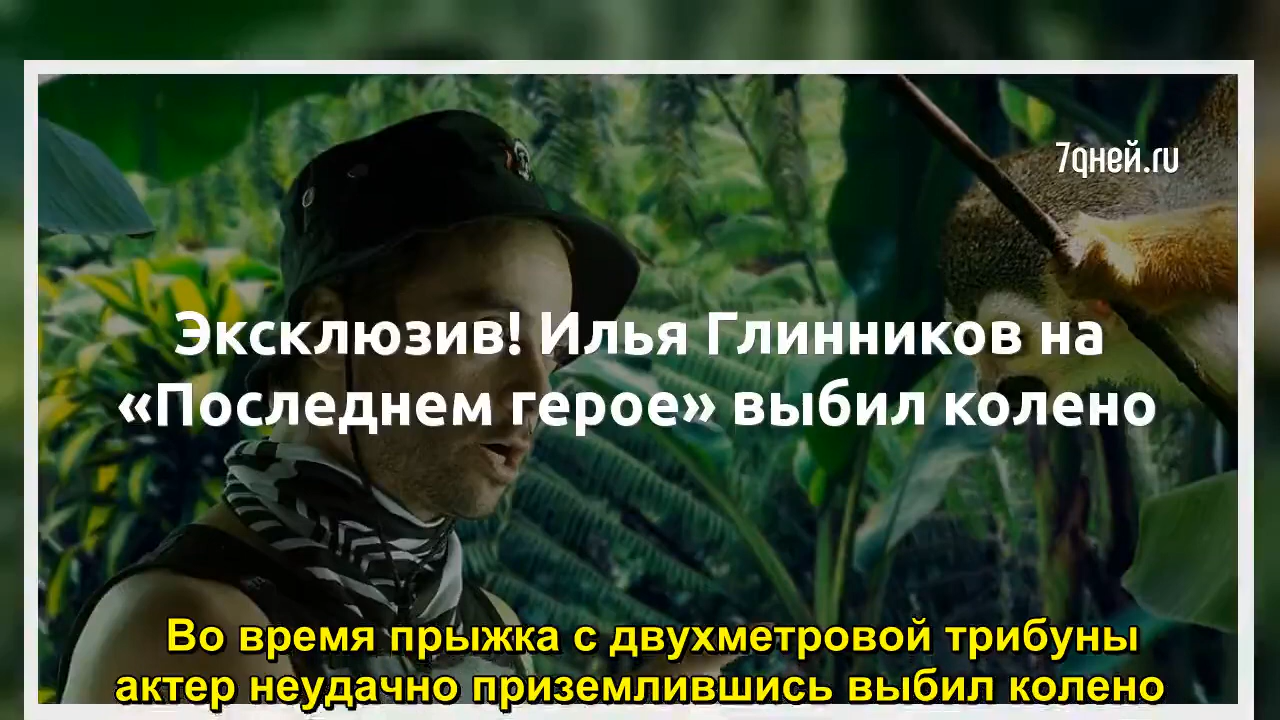 7дней.ru
Эксклюзив! Илья Глинников на
«Последнем герое» выбил колено
Во время прыжка с двухметровой трибуны
актер неудачно приземлившись выбил колено